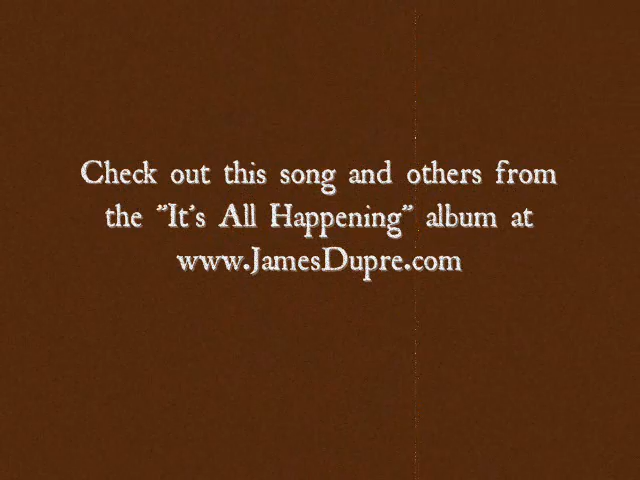 Check out this song and others from
the "It's All Happening" album at
www.JamesDupre.com